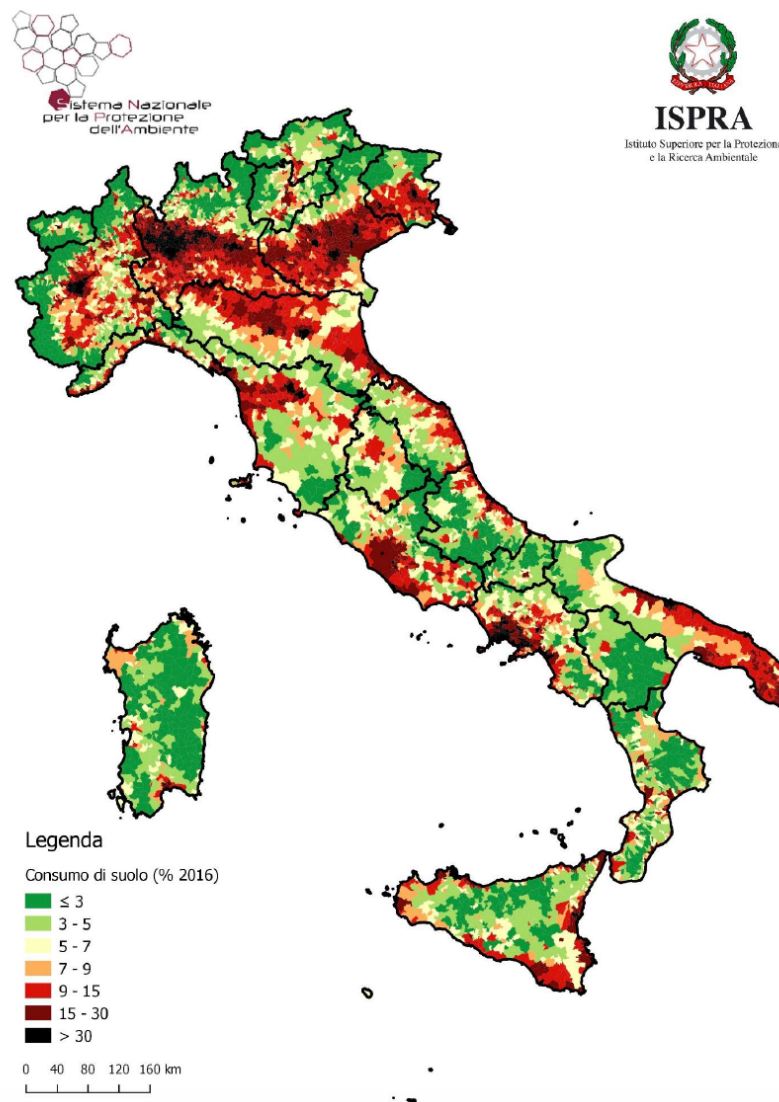 Sistema Nazionale
per la Protezione
dell'Ambiente
REPVBBLICA ITALIANA
ISPRA
Istituto Superiore per la Protezione
e la Ricerca Ambientale
Legenda
Consumo di suolo (% 2016)
≤ 3
3 - 5
5 - 7
7 - 9
9 - 15
15 - 30
> 30
0 40 80 120 160 km